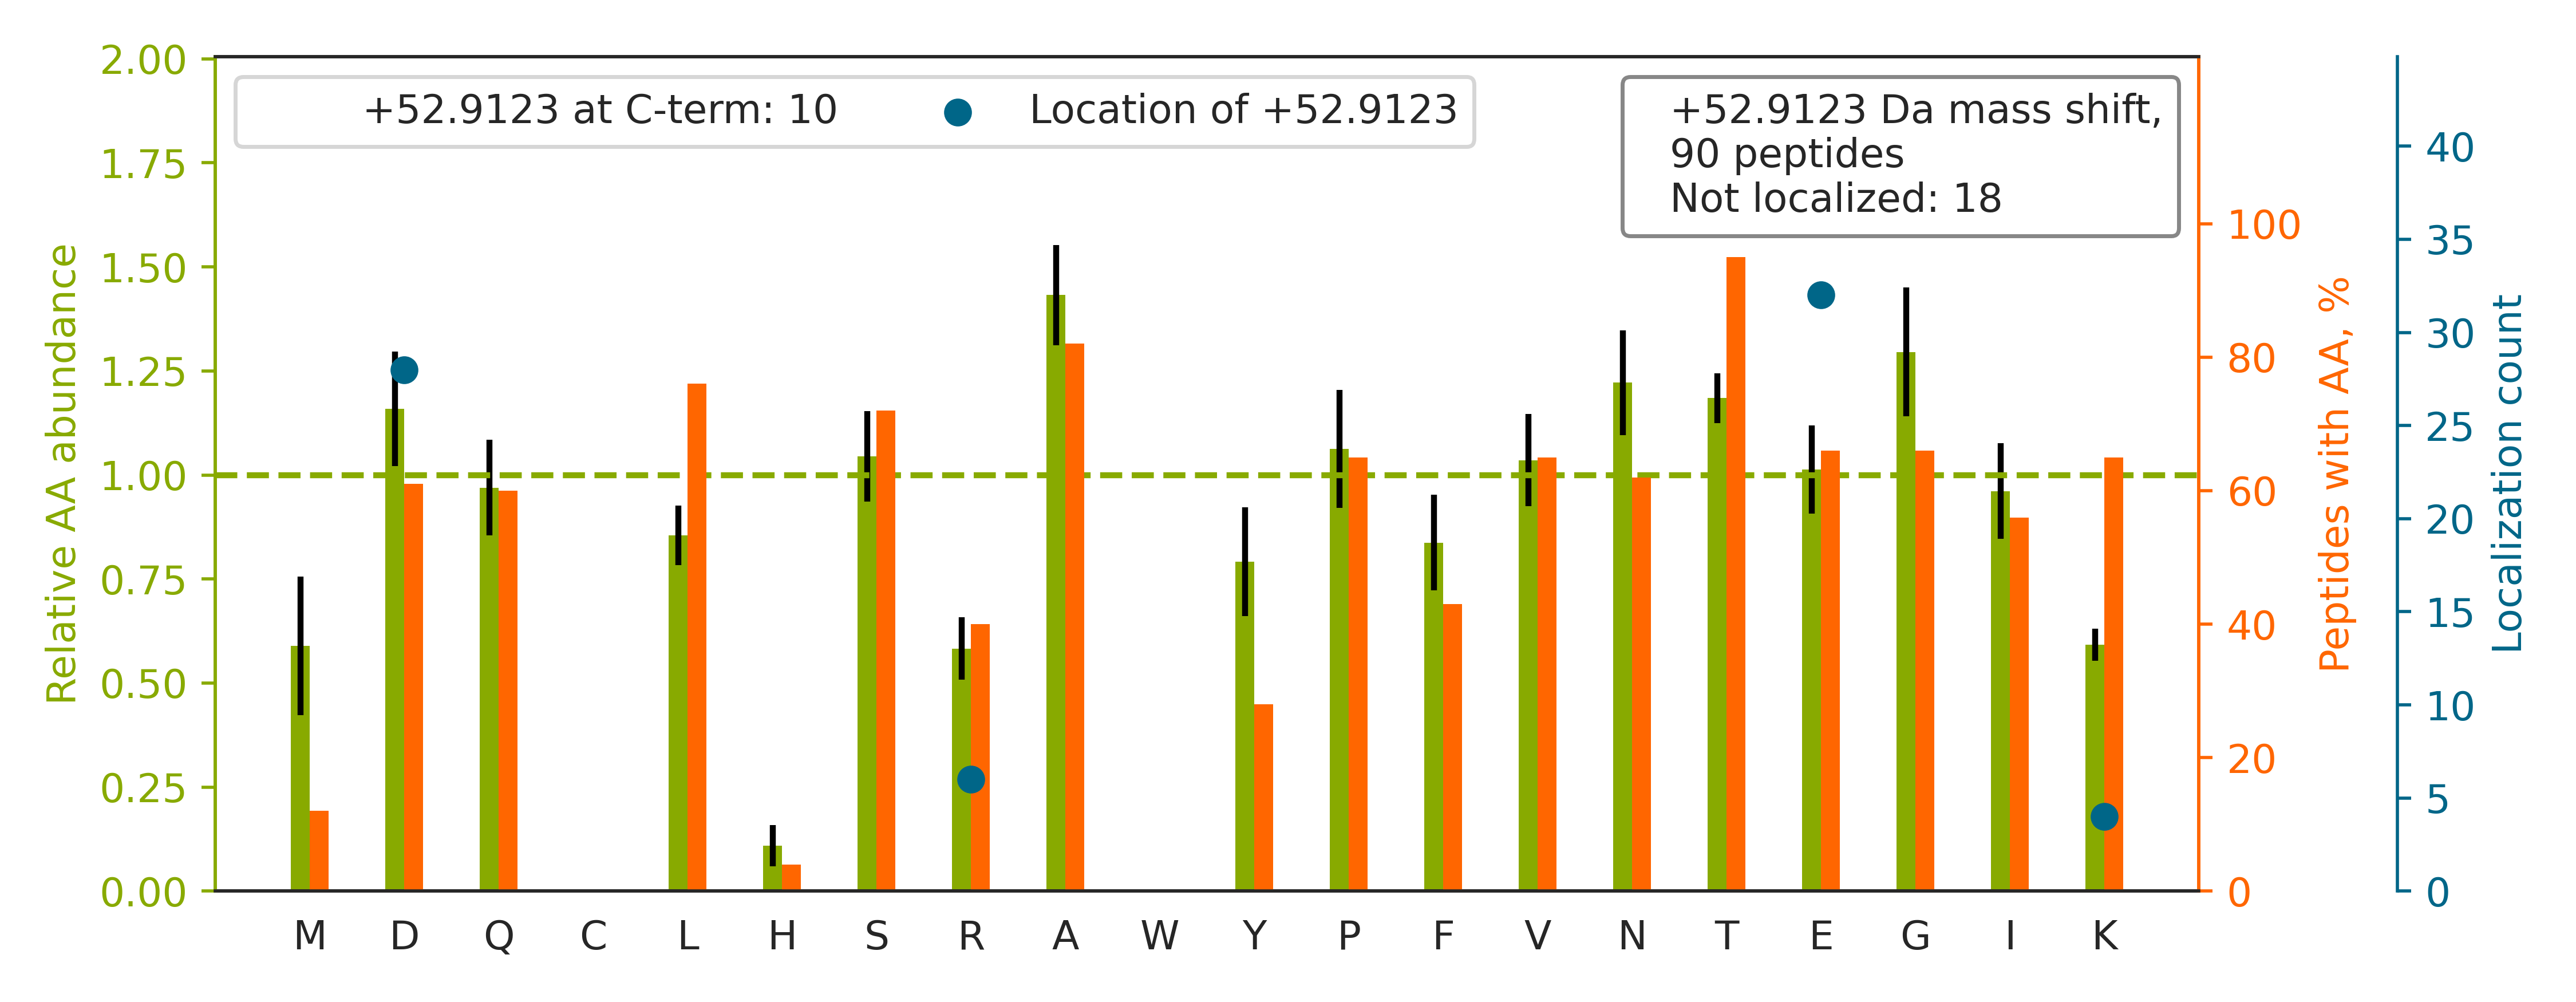 +52.9123 at C-term: 10
Location of +52.9123
+52.9123 Da mass shift,
90 peptides
Not localized: 18
Relative AA abundance
2.00
1.75
1.50
1.25
1.00
0.75
0.50
0.25
0.00
M D Q C L H S R A W Y P F V N T E G I K
100
80
60
40
20
0
Peptides with AA, %
40
35
30
25
20
15
10
5
0
Localization count